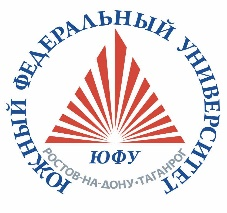 ЮЖНЫЙ ФЕДЕРАЛЬНЫЙ УНИВЕРСИТЕТ
ЮФУ
РОСТОВ-НА-ДОНУ•ТАГАНРОГ